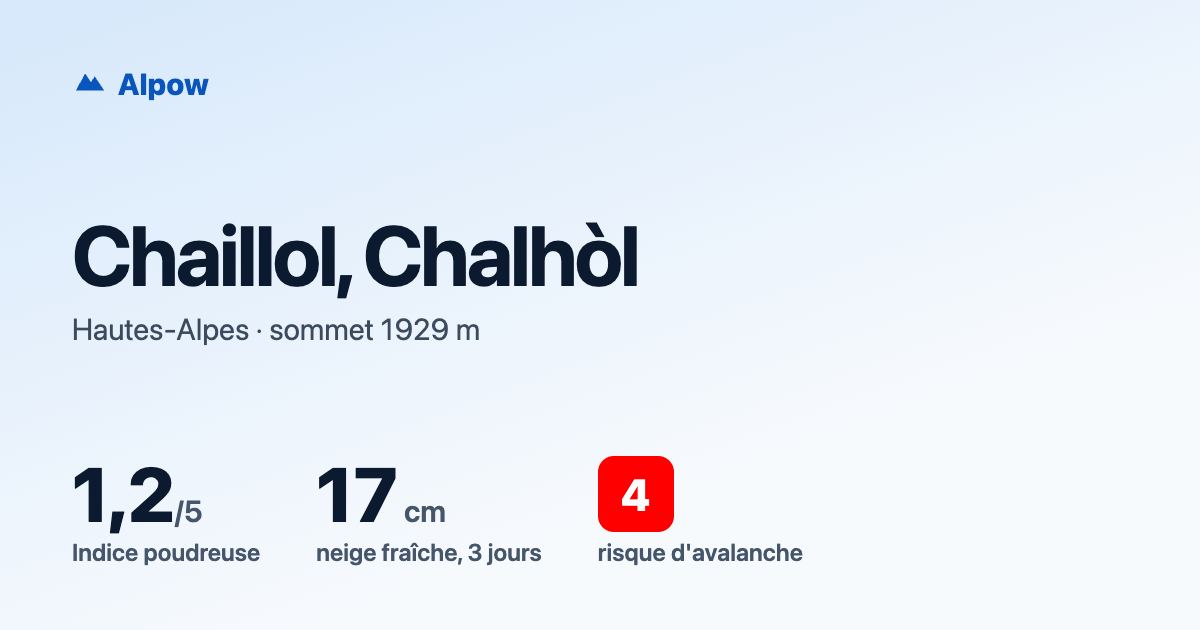 Alpow
Chaillol, Chalhòl
Hautes-Alpes · sommet 1929 m
1,2/5
Indice poudreuse
17 cm
neige fraîche, 3 jours
4
risque d'avalanche